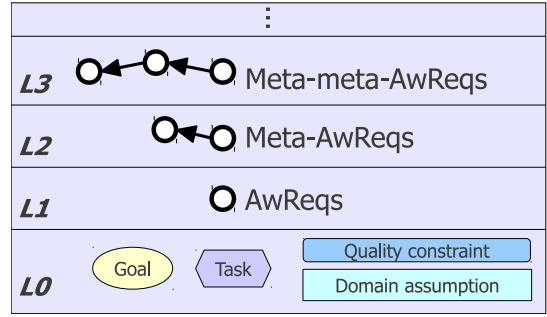 ⋮
L3 Meta-meta-AwReqs
L2 Meta-AwReqs
L1 AwReqs
L0 Goal Task Quality constraint
Domain assumption